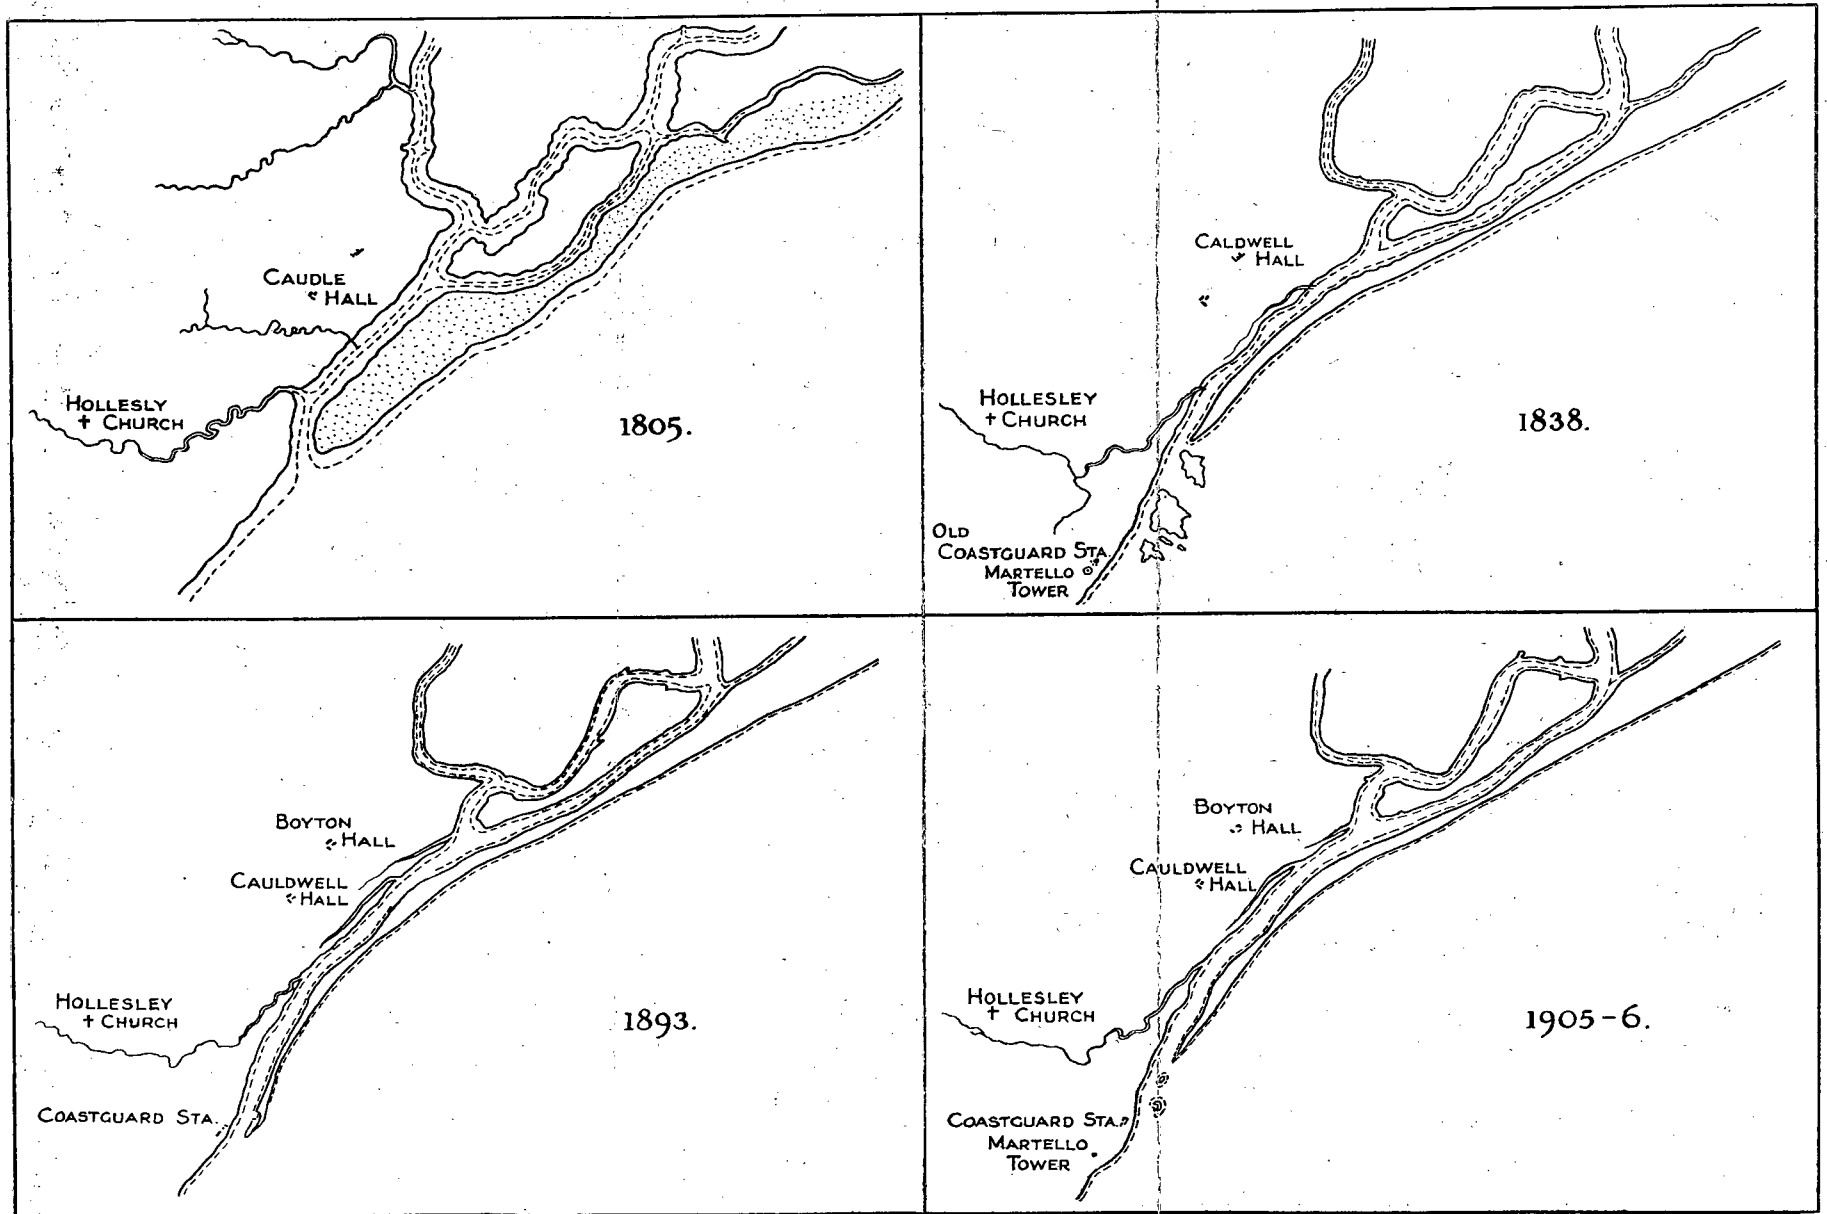 CAUDLE
HALL
HOLLESLY
CHURCH
1805.
CALDWELL
HALL
HOLLESLEY
CHURCH
1838.
OLD
COASTGUARD STA.
MARTELLO
TOWER
BOYTON
HALL
CAULDWELL
HALL
HOLLESLEY
CHURCH
1893.
COASTGUARD STA.
BOYTON
HALL
CAULDWELL
HALL
HOLLESLEY
CHURCH
1905-6.
COASTGUARD STA.
MARTELLO
TOWER